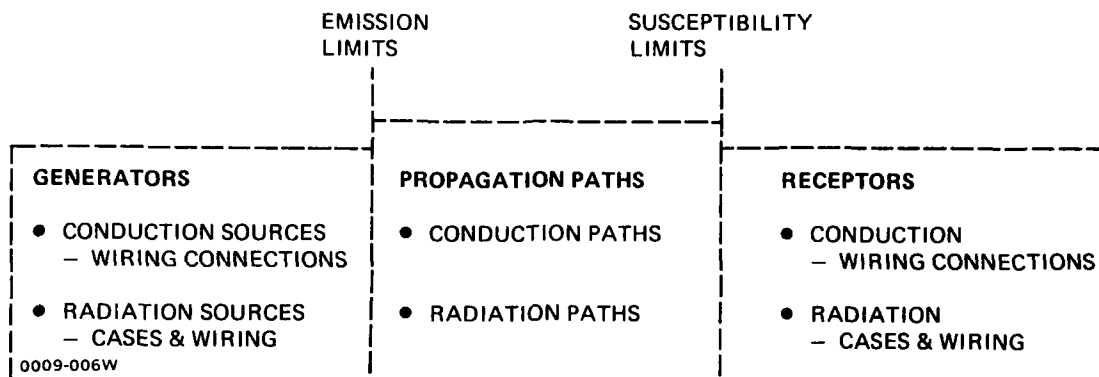 EMISSION
LIMITS
SUSCEPTIBILITY
LIMITS
GENERATORS
● CONDUCTION SOURCES
– WIRING CONNECTIONS
● RADIATION SOURCES
– CASES & WIRING
0009-006W
PROPAGATION PATHS
● CONDUCTION PATHS
● RADIATION PATHS
RECEPTORS
● CONDUCTION
– WIRING CONNECTIONS
● RADIATION
– CASES & WIRING